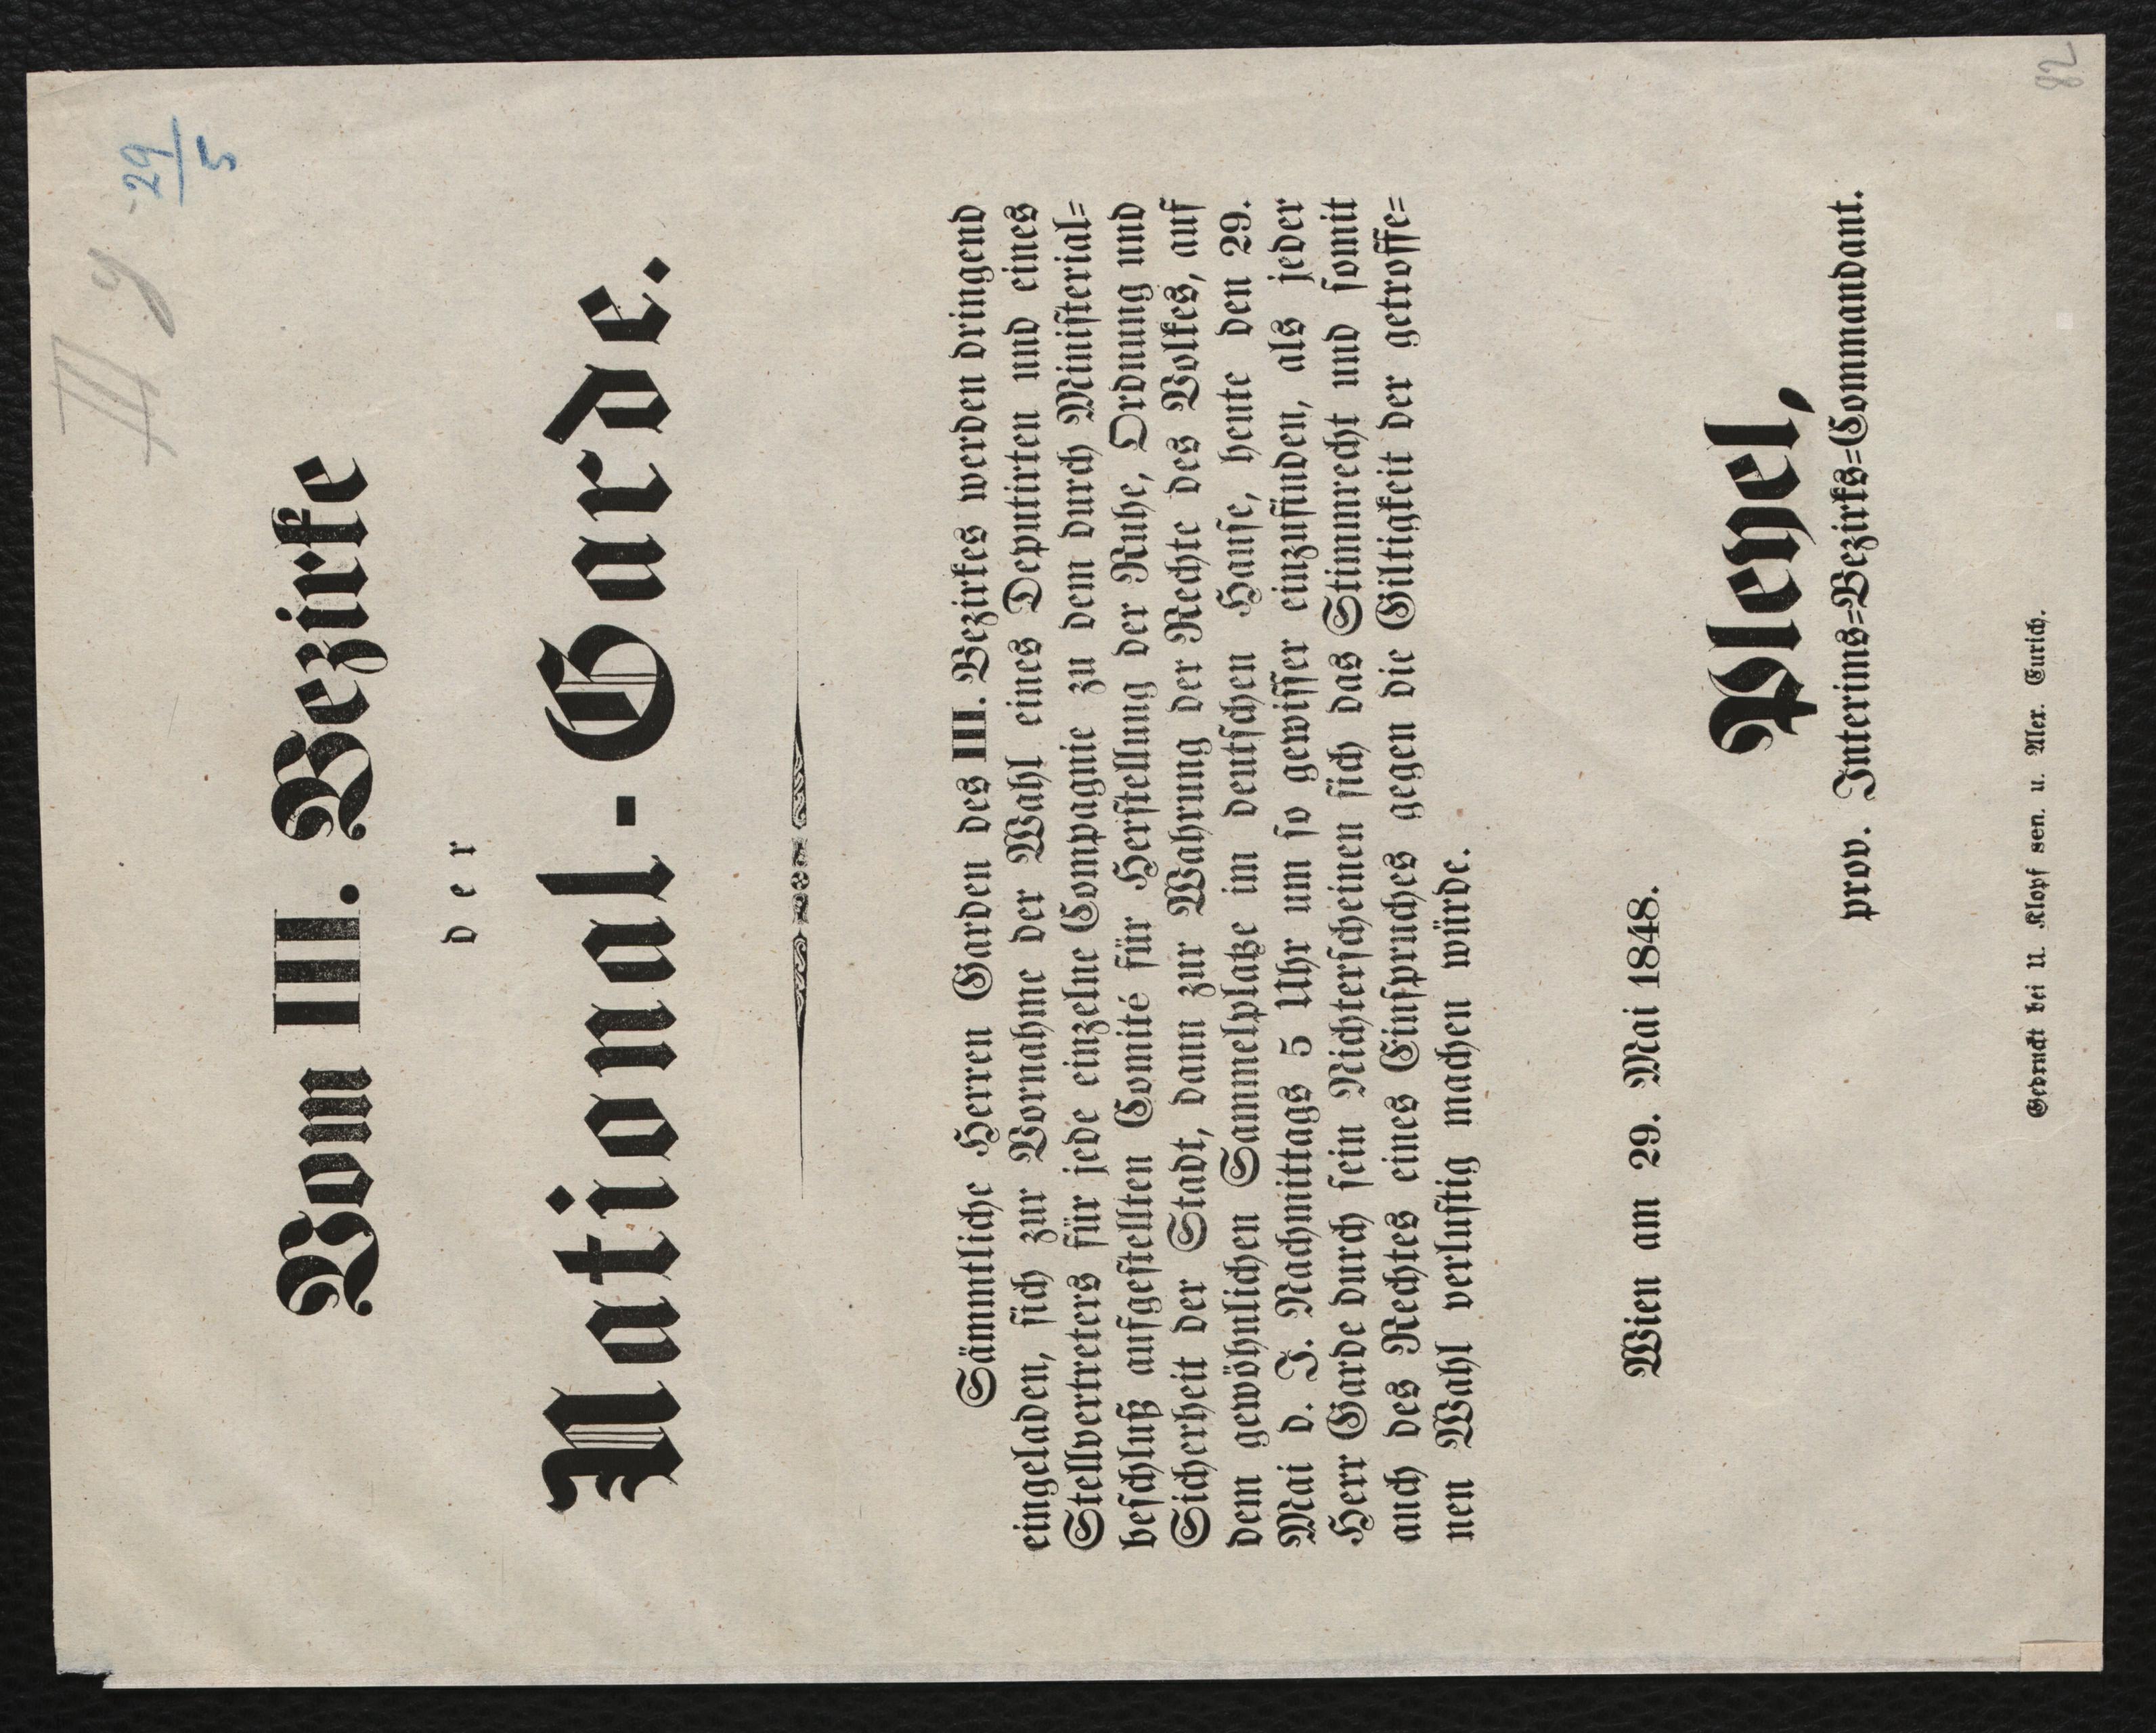 III g
29/5
Vom III. Bezirke
der
National-Garde.
Sämmtliche Herren Garden des III. Bezirkes werden dringend
eingeladen, sich zur Vornahme der Wahl eines Deputirten und eines
Stellvertreters für jede einzelne Compagnie zu dem durch Ministerial=
beschluß aufgestellten Comité für Herstellung der Ruhe, Ordnung und
Sicherheit der Stadt, dann zur Wahrung der Rechte des Volkes, auf
dem gewöhnlichen Sammelplatze im deutschen Hause, heute den 29.
Mai d. J. Nachmittags 5 Uhr um so gewisser einzufinden, als jeder
Herr Garde durch sein Nichterscheinen sich das Stimmrecht und somit
auch des Rechtes eines Einspruches gegen die Giltigkeit der getroffe=
nen Wahl verlustig machen würde.
Wien am 29. Mai 1848.
Pleyel,
prov. Interims=Bezirks=Commandant.
Gedruckt bei U. Klopf sen. u. Alex. Eurich.
82